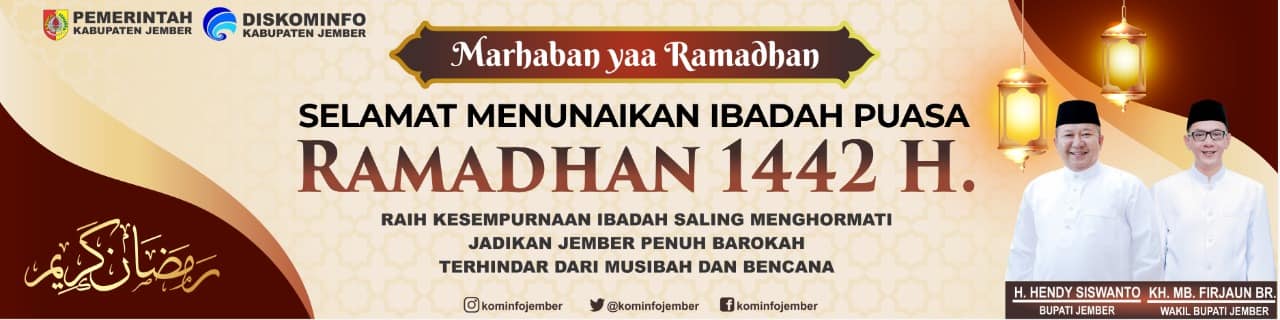 PEMERINTAH
KABUPATEN JEMBER
DISKOMINFO
KABUPATEN JEMBER
Marhaban yaa Ramadhan
SELAMAT MENUNAIKAN IBADAH PUASA
RAMADHAN 1442 H.
RAIH KESEMPURNAAN IBADAH SALING MENGHORMATI
JADIKAN JEMBER PENUH BAROKAH
TERHINDAR DARI MUSIBAH DAN BENCANA
رمضان كريم
kominfojember
@kominfojember
kominfojember
H. HENDY SISWANTO
BUPATI JEMBER
KH. MB. FIRJAUN BR.
WAKIL BUPATI JEMBER